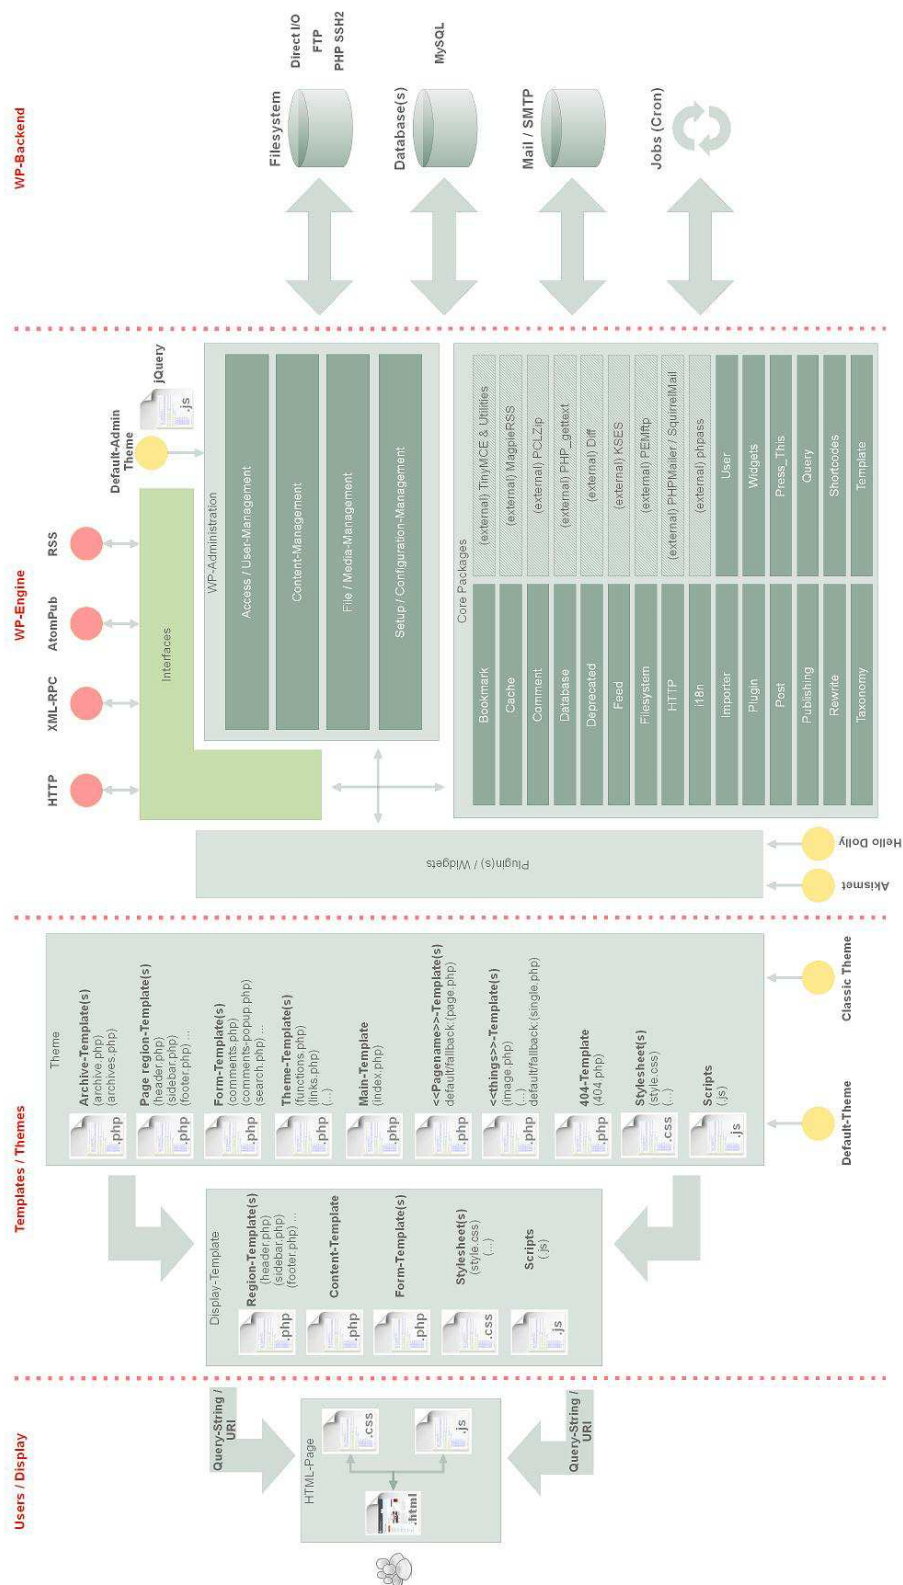 Users / Display
Query-String /
URI
HTML-Page
.html
.css
.js
Query-String /
URI
Templates / Themes
Display-Template
.php
Region-Template(s)
(header.php)
(sidebar.php)
(footer.php) ...
.php
Content-Template
.php
Form-Template(s)
.css
Stylesheet(s)
(style.css)
(...)
.js
Scripts
(.js)
Theme
.php
Archive-Template(s)
(archive.php)
(archives.php)
.php
Page region-Template(s)
(header.php)
(sidebar.php)
(footer.php) ...
.php
Form-Template(s)
(comments.php)
(comments-popup.php)
(search.php) ...
.php
Theme-Template(s)
(functions.php)
(links.php)
(...)
.php
Main-Template
(index.php)
.php
<<Pagename>>-Template(s)
default/fallback:(page.php)
.php
<<things>>-Template(s)
(image.php)
(...)
default/fallback:(single.php)
.php
404-Template
(404.php)
.css
Stylesheet(s)
(style.css)
(...)
.js
Scripts
(.js)
Default-Theme
Classic Theme
WP-Engine
HTTP
XML-RPC
AtomPub
RSS
Default-Admin
Theme
jQuery
.js
Interfaces
Plugin(s) / Widgets
Akismet
Hello Dolly
WP-Administration
Access / User-Management
Content-Management
File / Media-Management
Setup / Configuration-Management
Core Packages
Bookmark
Cache
Comment
Database
Deprecated
Feed
Filesystem
HTTP
I18n
Importer
Plugin
Post
Publishing
Rewrite
Taxonomy
(external) TinyMCE & Utilities
(external) MagpieRSS
(external) PCLZip
(external) PHP_gettext
(external) Diff
(external) KSES
(external) PEMftp
(external) PHPMailer / SquirrelMail
(external) phpass
User
Widgets
Press_This
Query
Shortcodes
Template
WP-Backend
Filesystem
Direct I/O
FTP
PHP SSH2
Database(s)
MySQL
Mail / SMTP
Jobs (Cron)